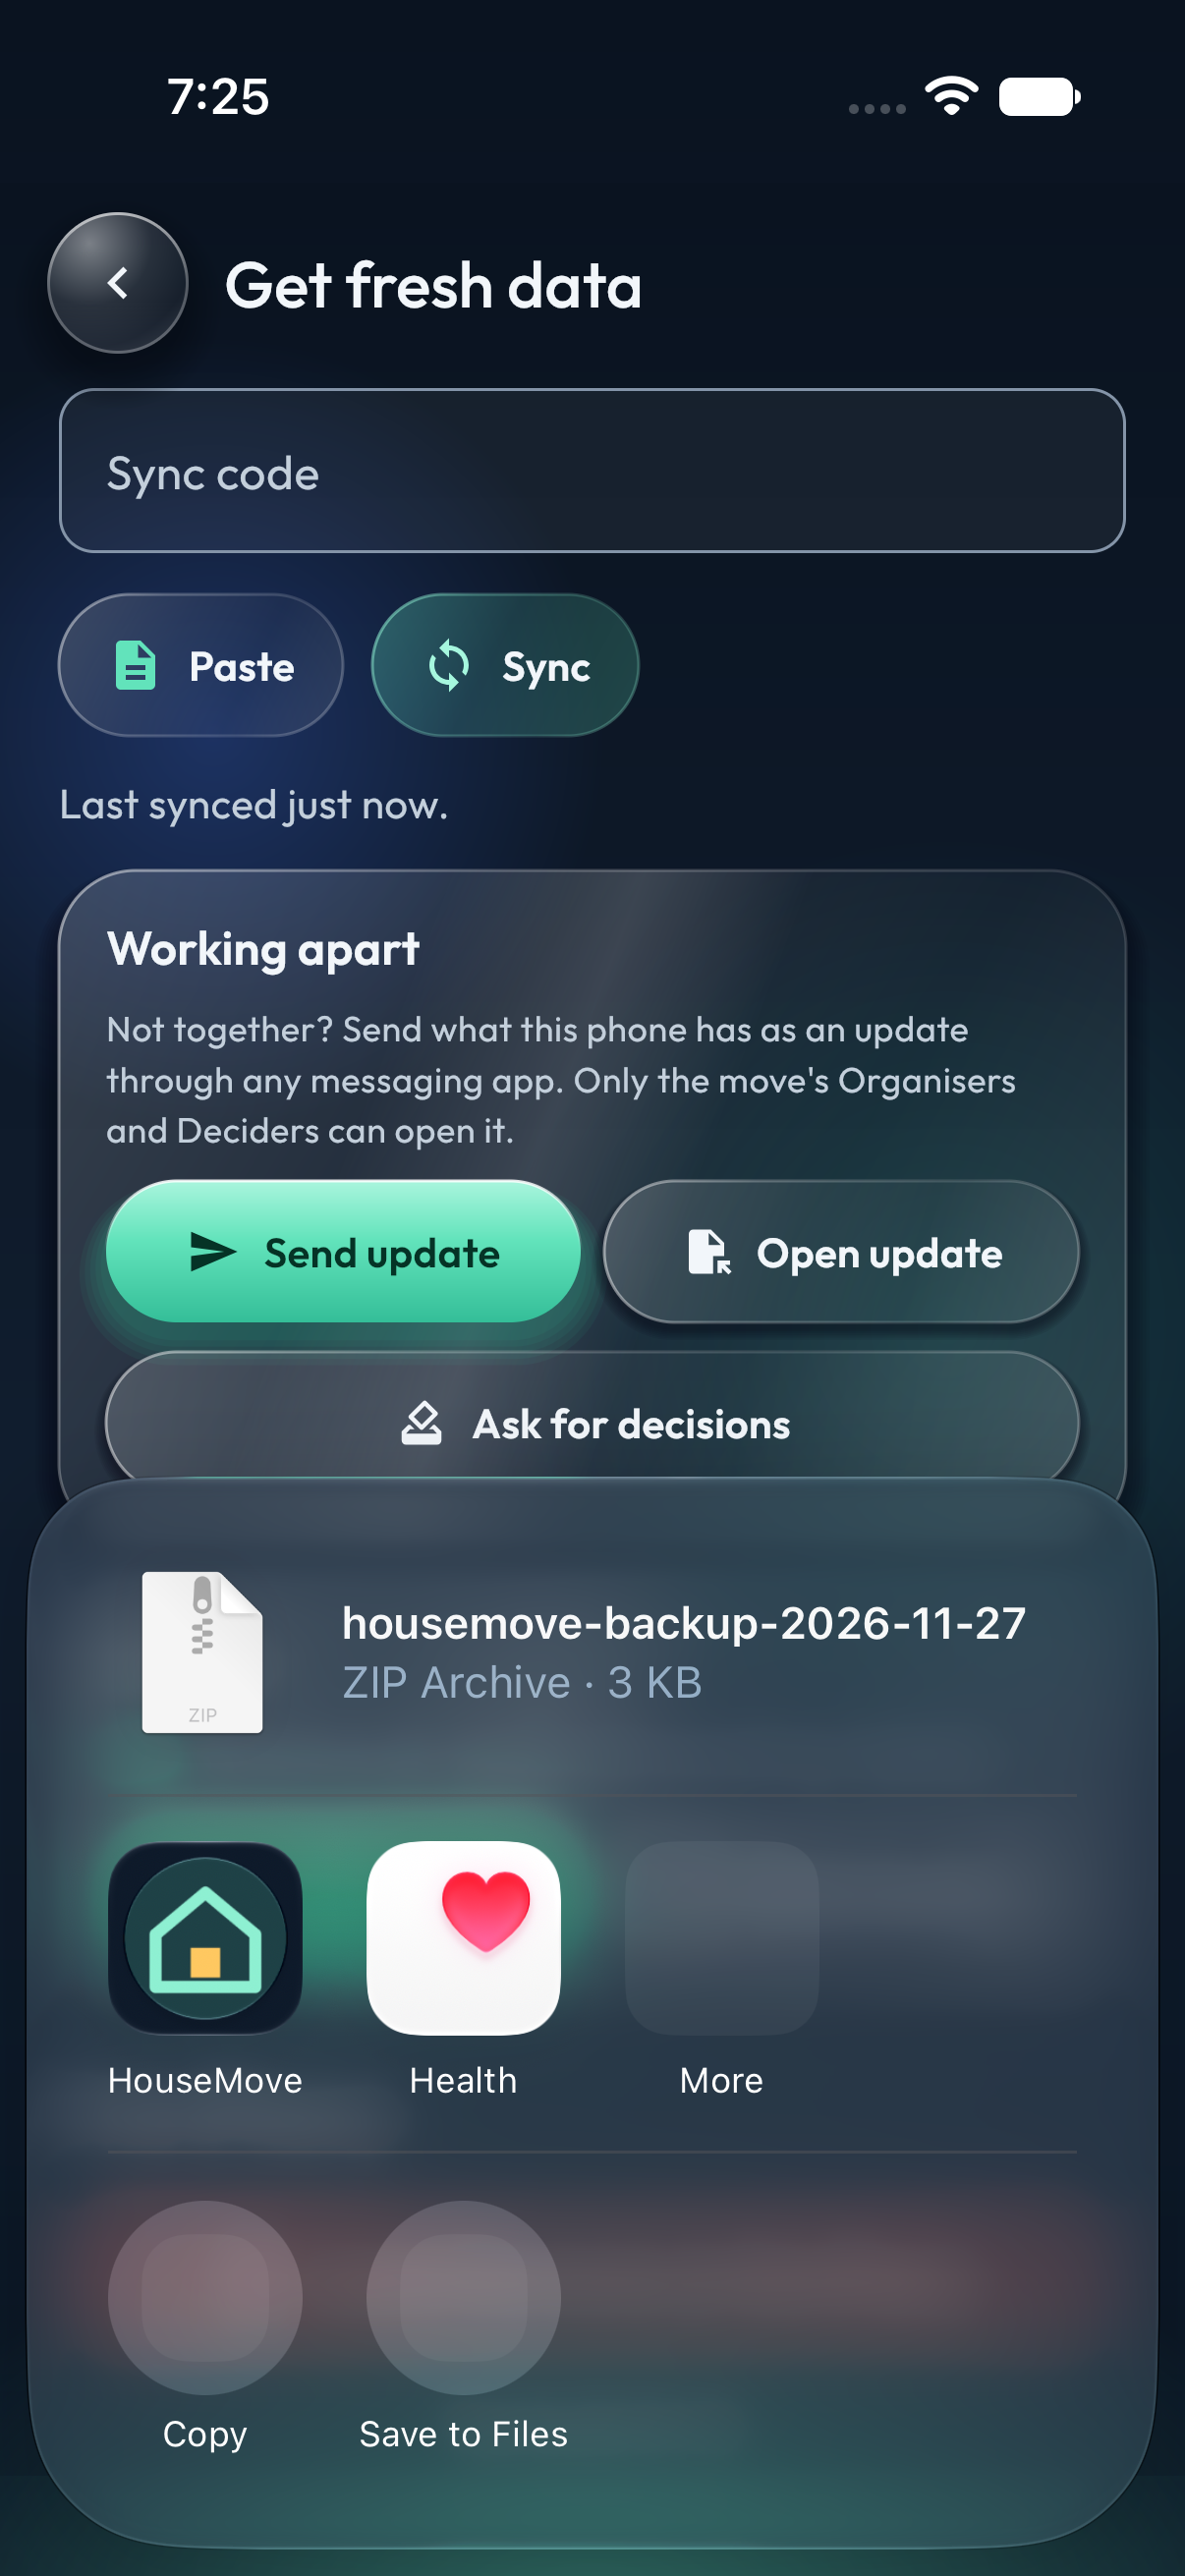 7:25
Get fresh data
Sync code
Paste
Sync
Last synced just now.
Working apart
Not together? Send what this phone has as an update
through any messaging app. Only the move's Organisers
and Deciders can open it.
Send update
Open update
Ask for decisions
housemove-backup-2026-11-27
ZIP Archive · 3 KB
ZIP
HouseMove
Health
More
Copy
Save to Files